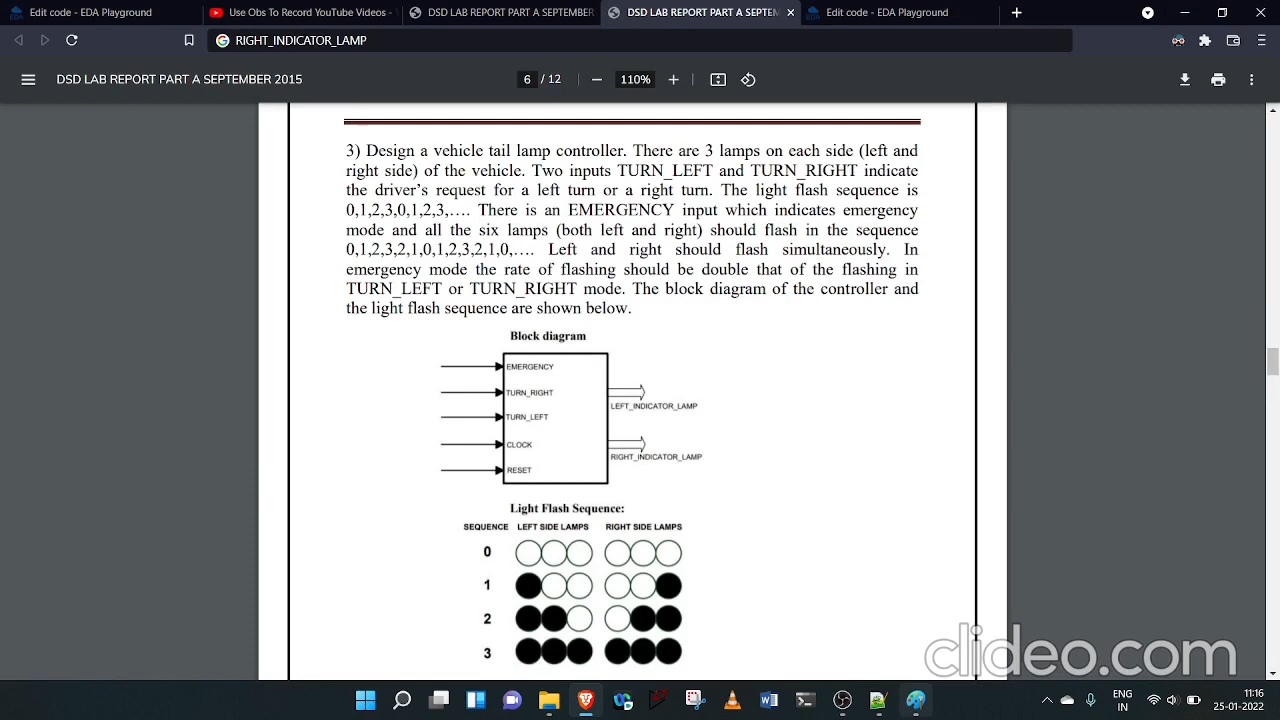 Edit code - EDA Playground
Use Obs To Record YouTube Videos -
DSD LAB REPORT PART A SEPTEMBER
DSD LAB REPORT PART A SEPTEM
Edit code - EDA Playground
RIGHT_INDICATOR_LAMP
DSD LAB REPORT PART A SEPTEMBER 2015
6 / 12
110%
3) Design a vehicle tail lamp controller. There are 3 lamps on each side (left and
right side) of the vehicle. Two inputs TURN_LEFT and TURN_RIGHT indicate
the driver's request for a left turn or a right turn. The light flash sequence is
0,1,2,3,0,1,2,3,…. There is an EMERGENCY input which indicates emergency
mode and all the six lamps (both left and right) should flash in the sequence
0,1,2,3,2,1,0,1,2,3,2,1,0,…. Left and right should flash simultaneously. In
emergency mode the rate of flashing should be double that of the flashing in
TURN_LEFT or TURN_RIGHT mode. The block diagram of the controller and
the light flash sequence are shown below.
Block diagram
EMERGENCY
TURN_RIGHT
LEFT_INDICATOR_LAMP
TURN_LEFT
CLOCK
RIGHT_INDICATOR_LAMP
RESET
Light Flash Sequence:
SEQUENCE LEFT SIDE LAMPS RIGHT SIDE LAMPS
0
1
2
3
clideo.com
ENG
IN
11:16